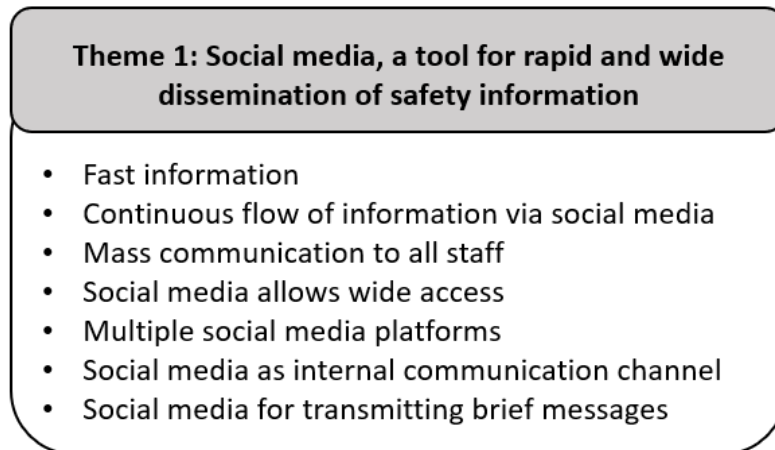 Theme 1: Social media, a tool for rapid and wide
dissemination of safety information
• Fast information
• Continuous flow of information via social media
• Mass communication to all staff
• Social media allows wide access
• Multiple social media platforms
• Social media as internal communication channel
• Social media for transmitting brief messages